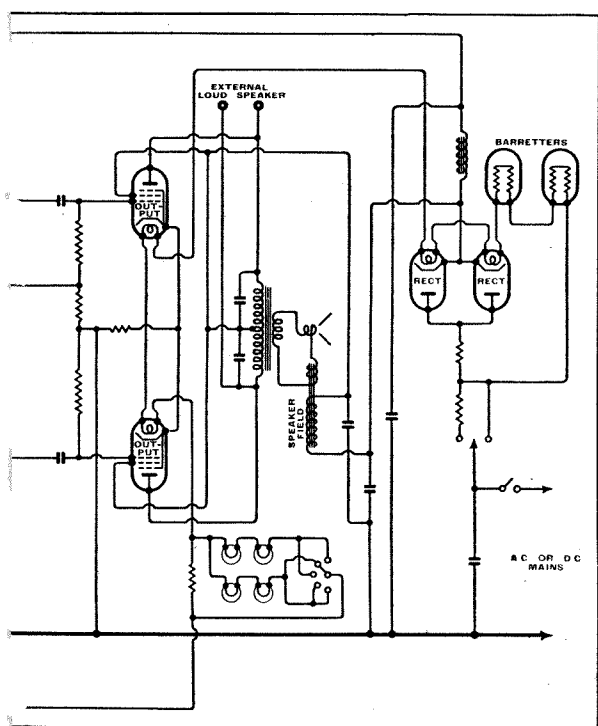 EXTERNAL
LOUD SPEAKER
BARRETTERS
OUT-
PUT
RECT
RECT
SPEAKER
FIELD
OUT-
PUT
A C OR D C
MAINS